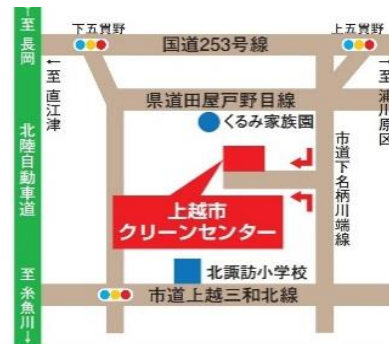 至長岡
北陸自動車道
至糸魚川
下五貫野
上五貫野
国道253号線
至直江津
至浦川原区
県道田屋戸野目線
くるみ家族園
市道下名柄川端線
上越市
クリーンセンター
北諏訪小学校
市道上越三和北線